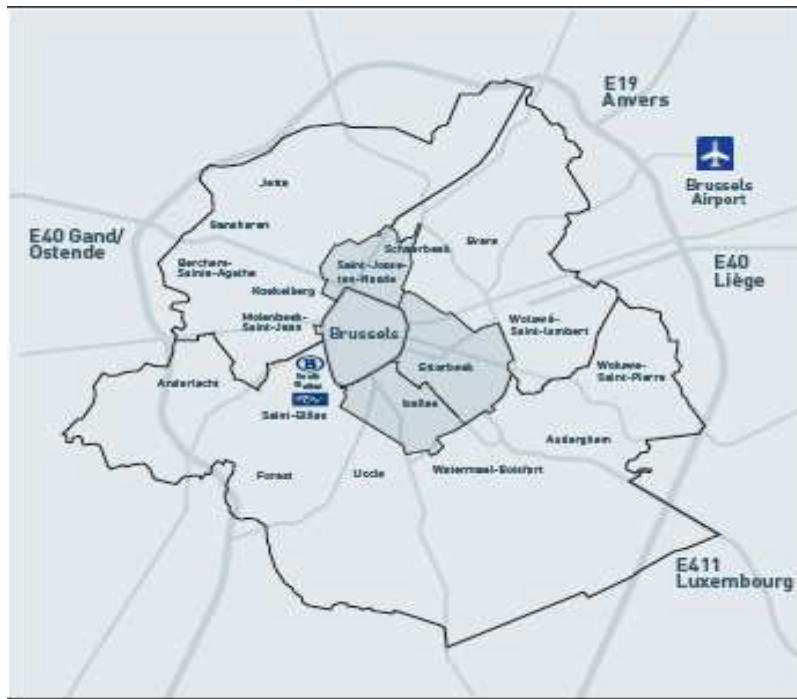 E19
Anvers
Brussels
Airport
Jette
Ganshoren
E40 Gand/
Ostende
Schaerbeek
Evere
Berchem-
Sainte-Agathe
Saint-Josse-
ten-Noode
E40
Liège
Koekelberg
Molenbeek-
Saint-Jean
Brussels
Woluwé-
Saint-lambert
Etterbeek
Woluwe-
Saint-Pierre
Anderlecht
B
Ixelles
Saint-Gilles
Auderghem
Forest
Uccle
Watermael-Boisfort
E411
Luxembourg